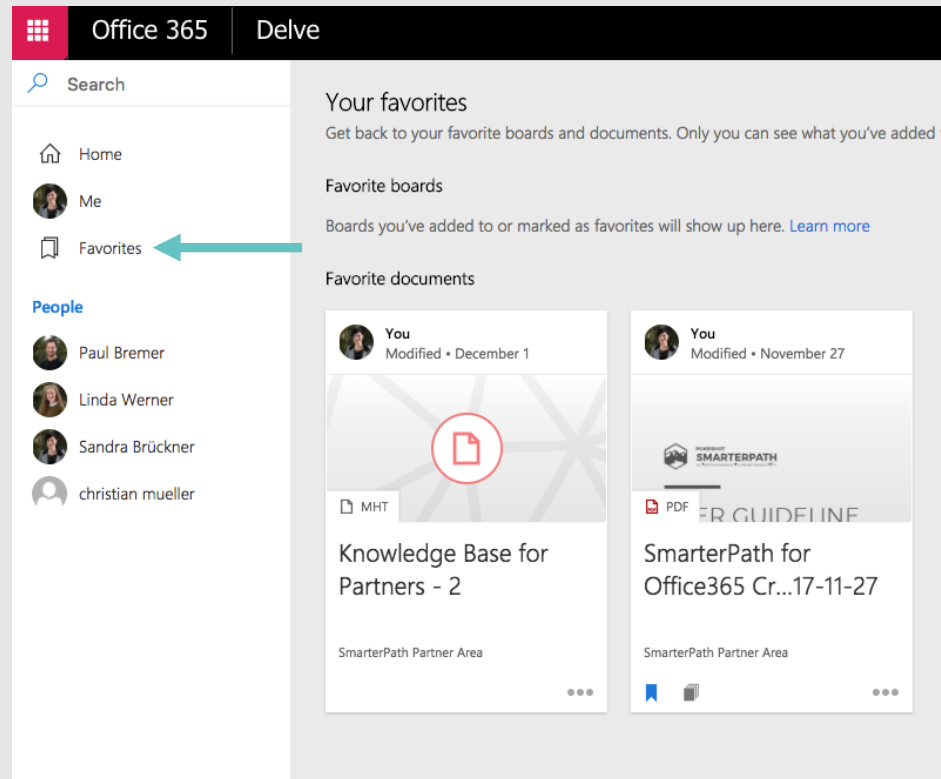 Office 365
Delve
Search
Home
Me
Favorites
People
Paul Bremer
Linda Werner
Sandra Brückner
christian mueller
Your favorites
Get back to your favorite boards and documents. Only you can see what you've added
Favorite boards
Boards you've added to or marked as favorites will show up here. Learn more
Favorite documents
You
Modified • December 1
MHT
Knowledge Base for
Partners - 2
SmarterPath Partner Area
You
Modified • November 27
POKESHOT
SMARTERPATH
PDF
ER GUIDELINE
SmarterPath for
Office365 Cr...17-11-27
SmarterPath Partner Area